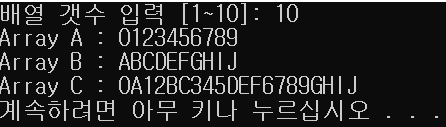 배열 갯수 입력 [1~10]: 10
Array A : 0123456789
Array B : ABCDEFGHIJ
Array C : 0A12BC345DEF6789GHIJ
계속하려면 아무 키나 누르십시오 . . .